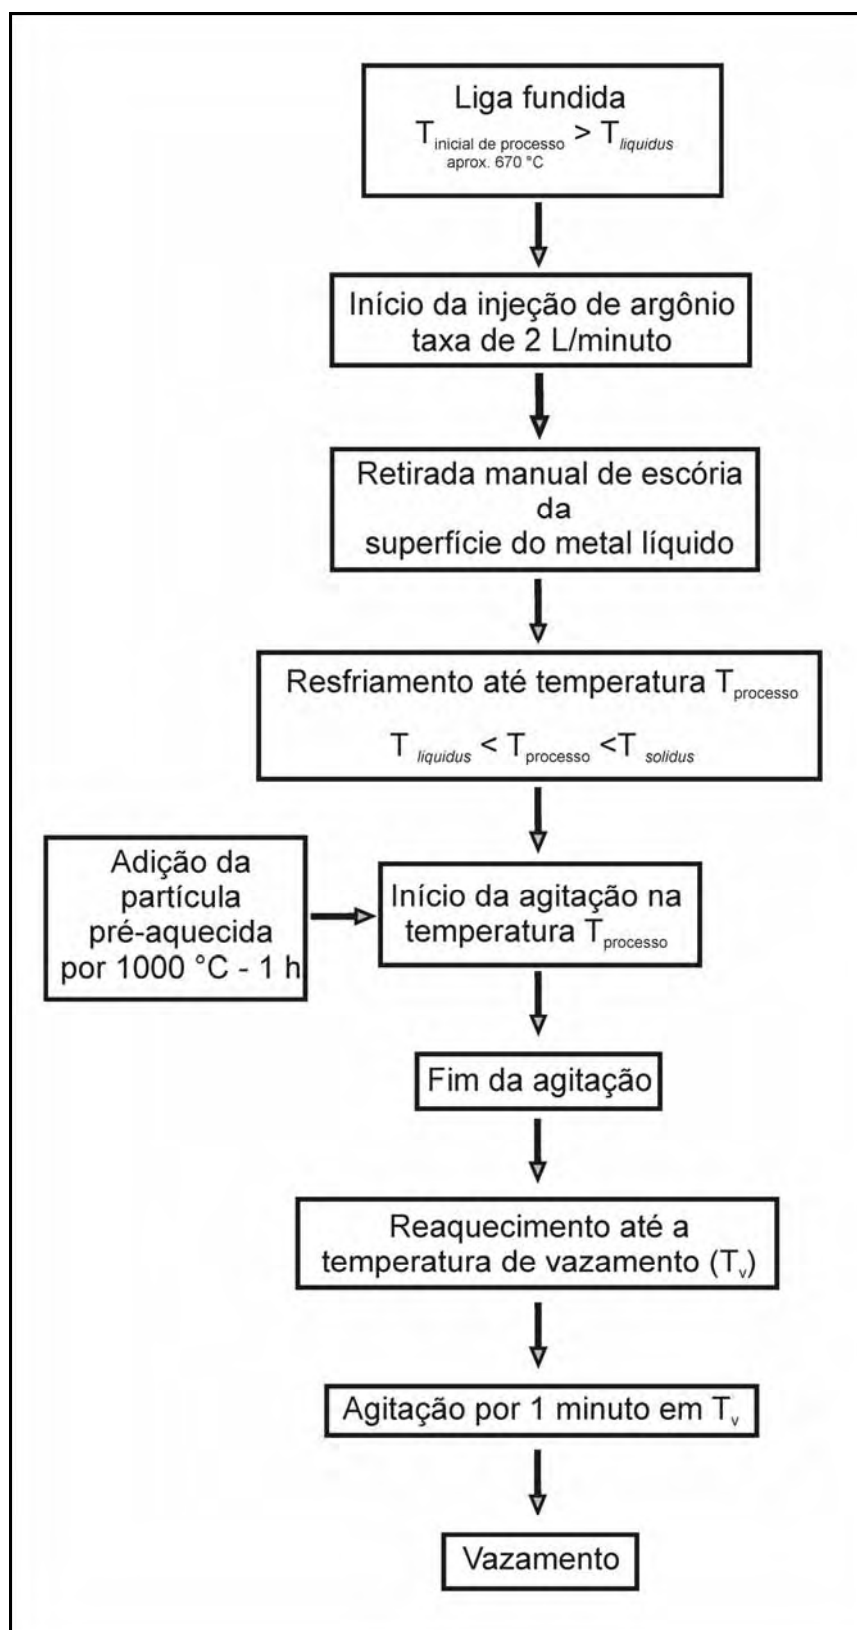 Liga fundida
T inicial de processo > T liquidus
aprox. 670 °C
Início da injeção de argônio
taxa de 2 L/minuto
Retirada manual de escória
da
superfície do metal líquido
Resfriamento até temperatura T processo
T liquidus < T processo < T solidus
Adição da
partícula
pré-aquecida
por 1000 °C - 1 h
Início da agitação na
temperatura T processo
Fim da agitação
Reaquecimento até a
temperatura de vazamento (Tv)
Agitação por 1 minuto em Tv
Vazamento